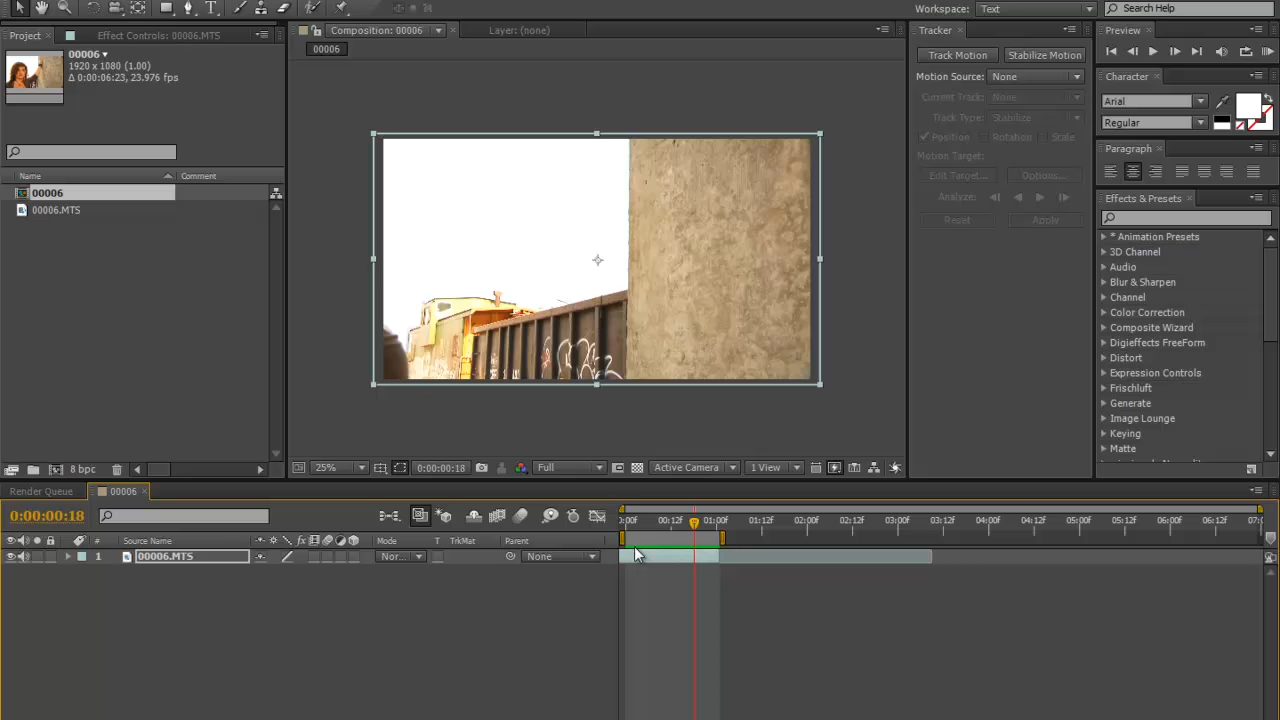 Workspace: Text Search Help
Project × Effect Controls: 00006.MTS Composition: 00006 Layer: (none) Tracker × Preview ×
00006▼
1920 x 1080 (1.00)
Δ 0:00:06:23, 23.976 fps
00006
Track Motion Stabilize Motion
Motion Source: None
Current Track: None
Track Type: Stabilize
Position Rotation Scale
Motion Target:
Edit Target... Options...
Analyze:
Reset Apply
Character ×
Arial
Regular
Paragraph ×
Effects & Presets ×
* Animation Presets
3D Channel
Audio
Blur & Sharpen
Channel
Color Correction
Composite Wizard
Digieffects FreeForm
Distort
Expression Controls
Frischluft
Generate
Image Lounge
Keying
Matte
Name Comment
00006
00006.MTS
8 bpc
25% 0:00:00:18 Full Active Camera 1 View
Render Queue 00006 ×
0:00:00:18
:00f 00:12f 01:00f 01:12f 02:00f 02:12f 03:00f 03:12f 04:00f 04:12f 05:00f 05:12f 06:00f 06:12f 07:0
# Source Name Mode T TrkMat Parent
1 00006.MTS Nor... None